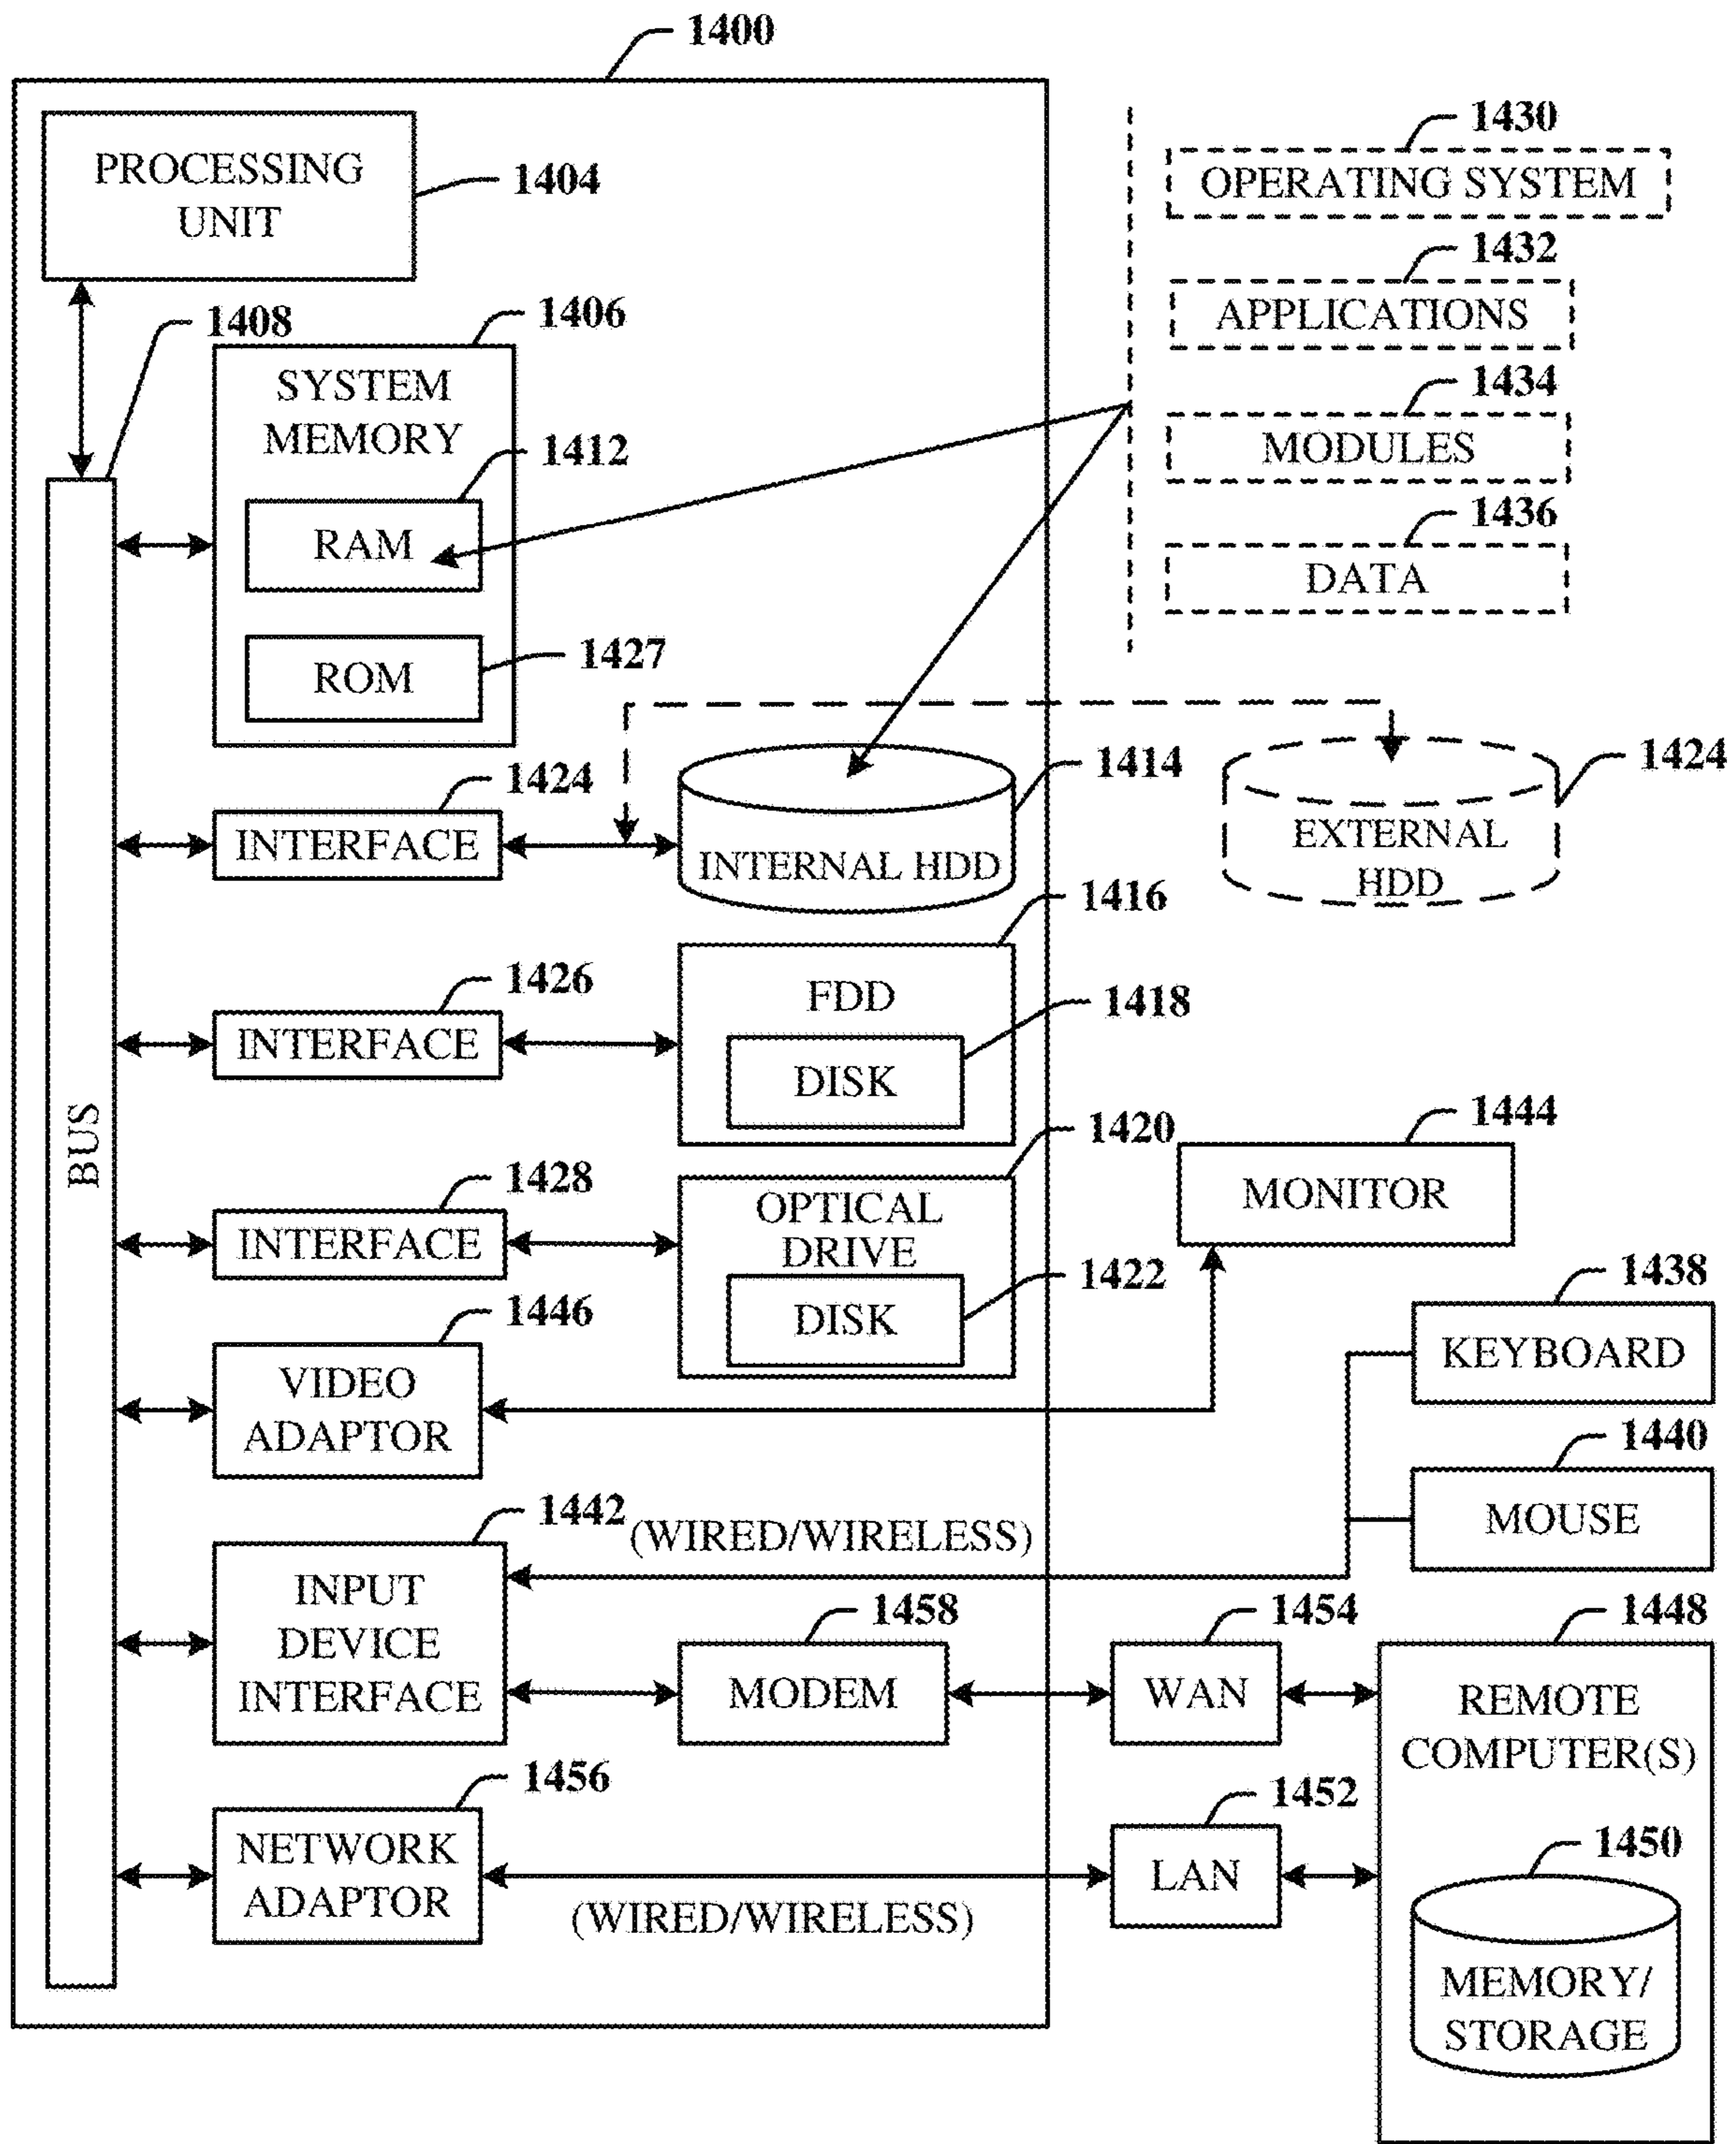 1400
PROCESSING
UNIT
1404
1408
1406
SYSTEM
MEMORY
1412
RAM
ROM
1427
1430
OPERATING SYSTEM
1432
APPLICATIONS
1434
MODULES
1436
DATA
BUS
1424
INTERFACE
1414
INTERNAL HDD
1424
EXTERNAL
HDD
1426
INTERFACE
1416
FDD
1418
DISK
1428
INTERFACE
1420
OPTICAL
DRIVE
1422
DISK
1444
MONITOR
1446
VIDEO
ADAPTOR
1438
KEYBOARD
1440
MOUSE
1442
(WIRED/WIRELESS)
INPUT
DEVICE
INTERFACE
1458
MODEM
1454
WAN
1448
REMOTE
COMPUTER(S)
1456
NETWORK
ADAPTOR
(WIRED/WIRELESS)
1452
LAN
1450
MEMORY/
STORAGE